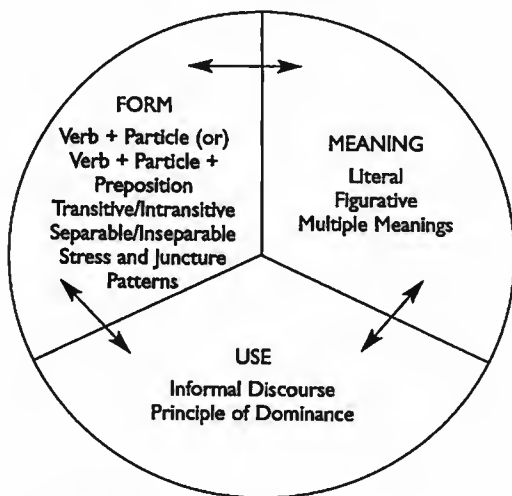 FORM
Verb + Particle (or)
Verb + Particle +
Preposition
Transitive/Intransitive
Separable/Inseparable
Stress and Juncture
Patterns
MEANING
Literal
Figurative
Multiple Meanings
USE
Informal Discourse
Principle of Dominance